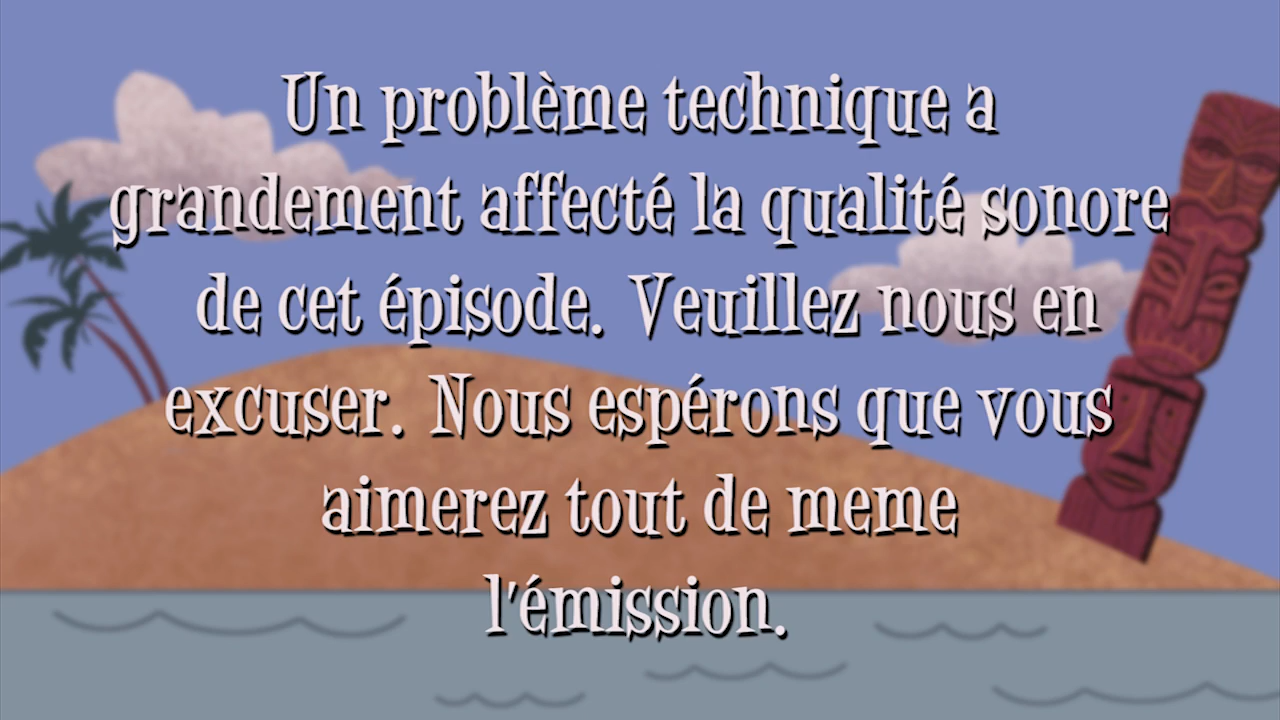 Un problème technique a
grandement affecté la qualité sonore
de cet épisode. Veuillez nous en
excuser. Nous espérons que vous
aimerez tout de meme
l'émission.